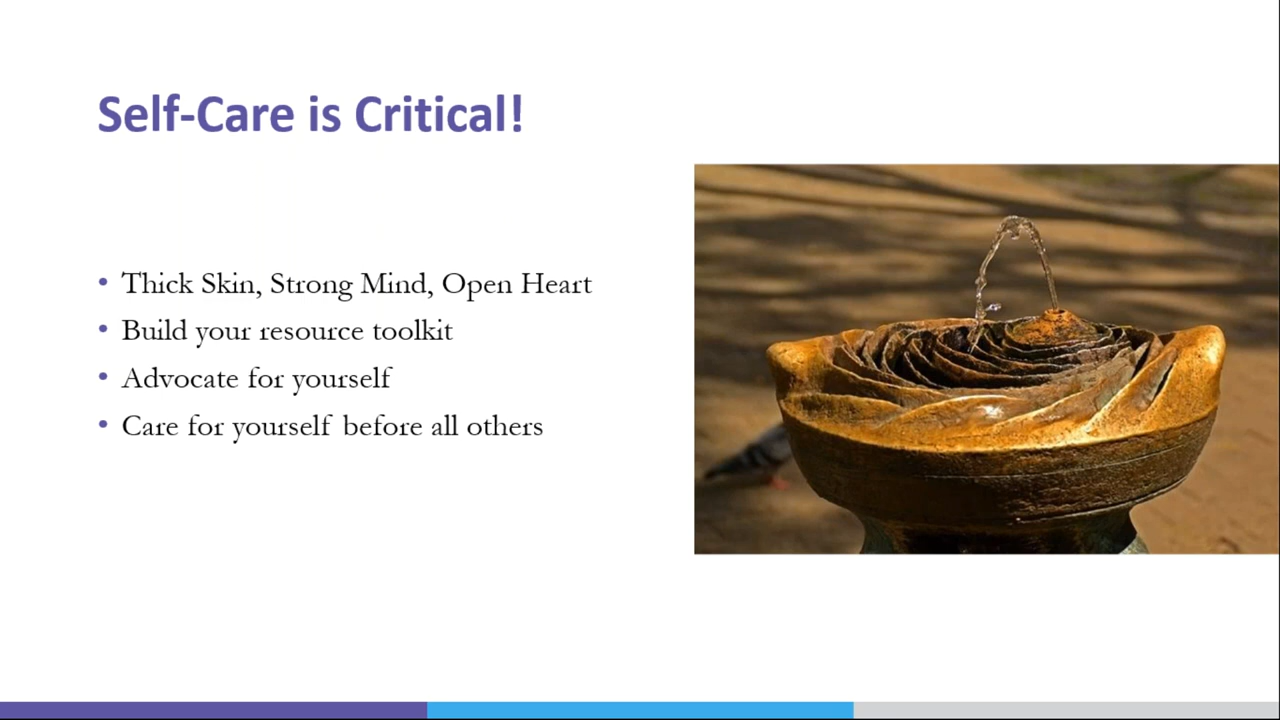 Self-Care is Critical!
• Thick Skin, Strong Mind, Open Heart
• Build your resource toolkit
• Advocate for yourself
• Care for yourself before all others